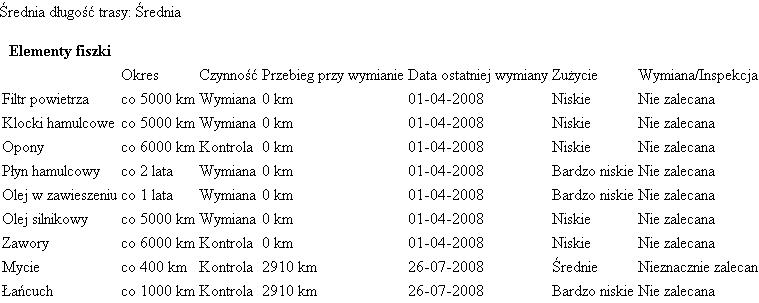 Średnia długość trasy: Średnia
Elementy fiszki
Okres Czynność Przebieg przy wymianie Data ostatniej wymiany Zużycie Wymiana/Inspekcja
Filtr powietrza co 5000 km Wymiana 0 km 01-04-2008 Niskie Nie zalecana
Klocki hamulcowe co 5000 km Wymiana 0 km 01-04-2008 Niskie Nie zalecana
Opony co 6000 km Kontrola 0 km 01-04-2008 Niskie Nie zalecana
Płyn hamulcowy co 2 lata Wymiana 0 km 01-04-2008 Bardzo niskie Nie zalecana
Olej w zawieszeniu co 1 lata Wymiana 0 km 01-04-2008 Bardzo niskie Nie zalecana
Olej silnikowy co 5000 km Wymiana 0 km 01-04-2008 Niskie Nie zalecana
Zawory co 6000 km Kontrola 0 km 01-04-2008 Niskie Nie zalecana
Mycie co 400 km Kontrola 2910 km 26-07-2008 Średnie Nieznacznie zalecan
Łańcuch co 1000 km Kontrola 2910 km 26-07-2008 Bardzo niskie Nie zalecana